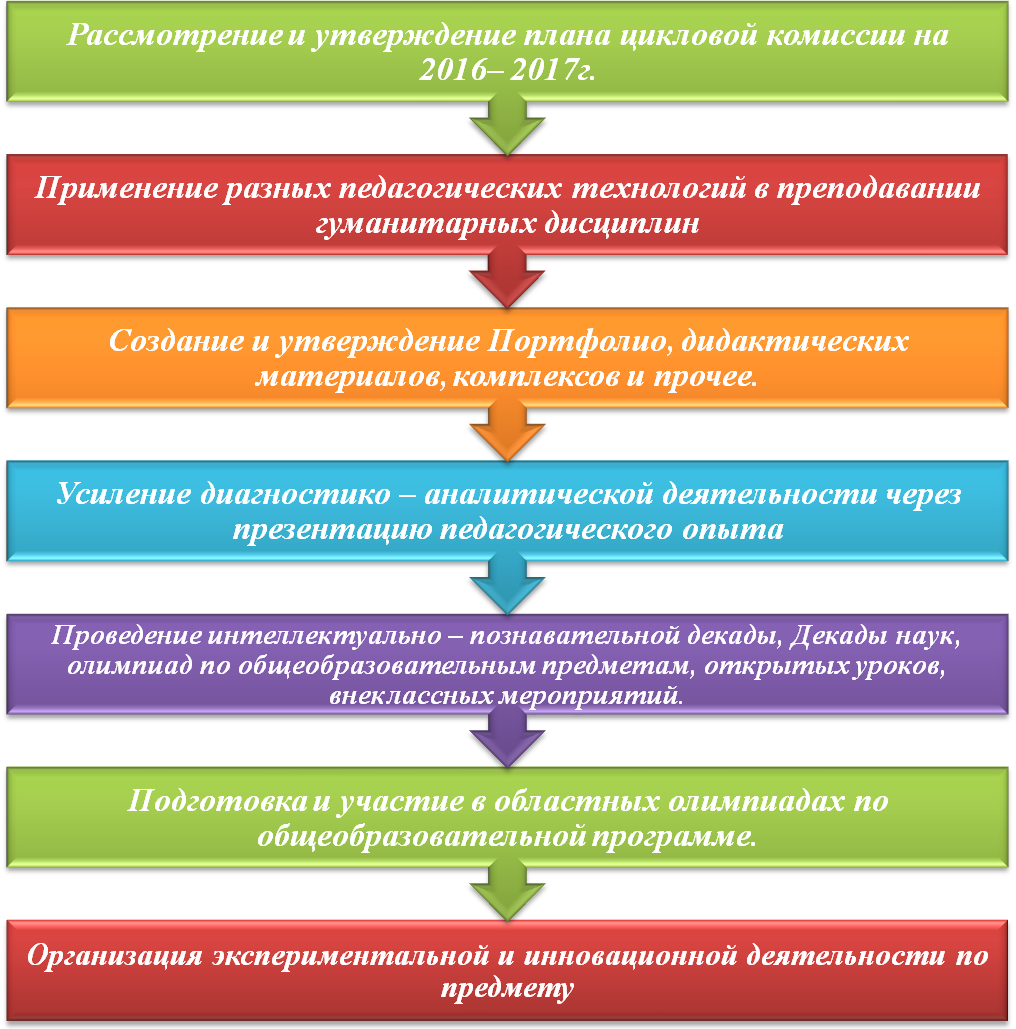 Рассмотрение и утверждение плана цикловой комиссии на
2016– 2017г.
Применение разных педагогических технологий в преподавании
гуманитарных дисциплин
Создание и утверждение Портфолио, дидактических
материалов, комплексов и прочее.
Усиление диагностико – аналитической деятельности через
презентацию педагогического опыта
Проведение интеллектуально – познавательной декады, Декады наук,
олимпиад по общеобразовательным предметам, открытых уроков,
внеклассных мероприятий.
Подготовка и участие в областных олимпиадах по
общеобразовательной программе.
Организация экспериментальной и инновационной деятельности по
предмету